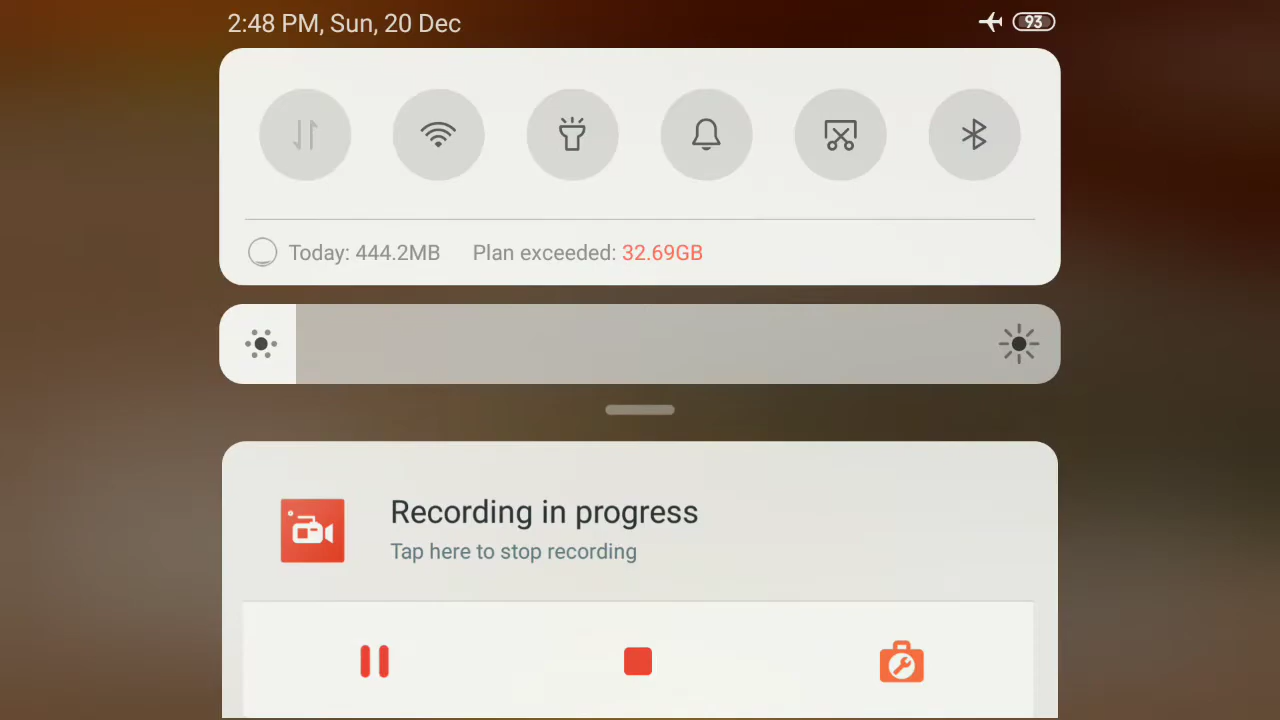 2:48 PM, Sun, 20 Dec 93
Today: 444.2MB Plan exceeded: 32.69GB
Recording in progress
Tap here to stop recording